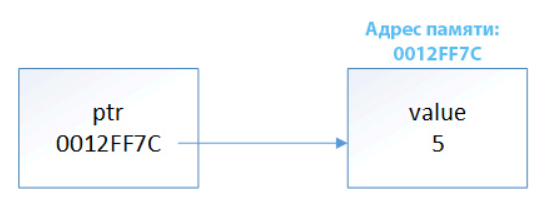 Адрес памяти:
0012FF7C
ptr
0012FF7C
value
5